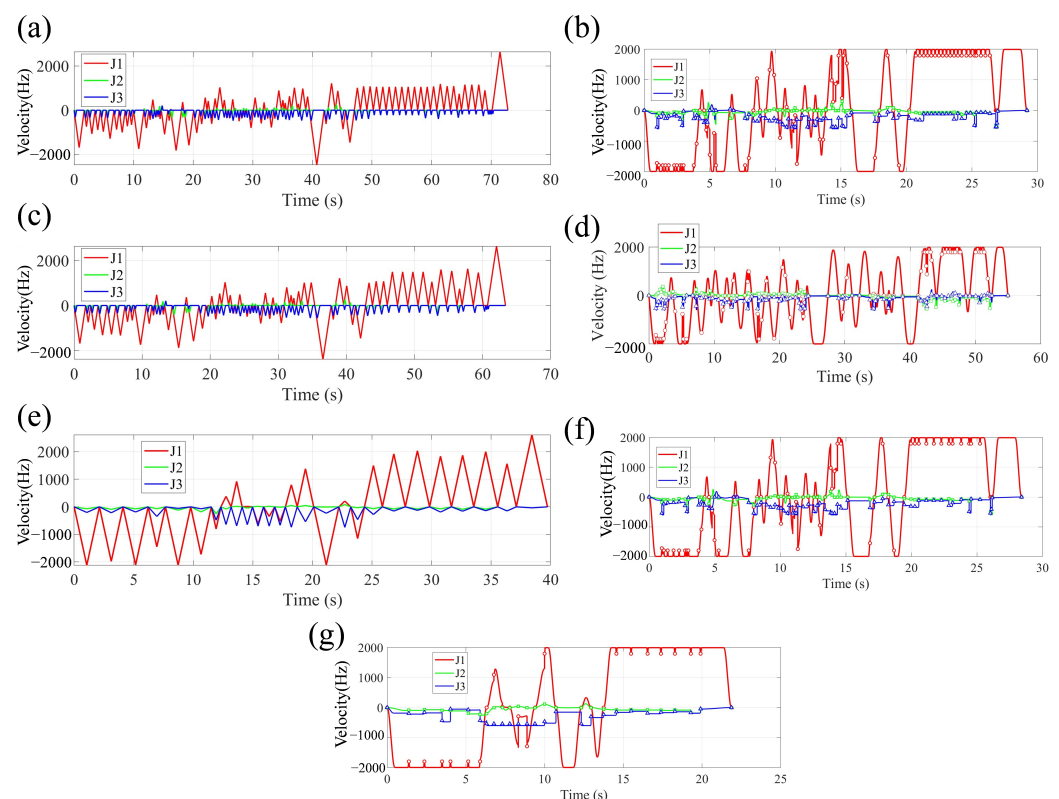 (a)
Velocity(Hz)
2000
0
−2000
J1
J2
J3
0 10 20 30 40 50 60 70 80
Time (s)
(b)
Velocity(Hz)
2000
1000
0
−1000
−2000
J1
J2
J3
0 5 10 15 20 25 30
Time (s)
(c)
Velocity(Hz)
2000
0
−2000
J1
J2
J3
0 10 20 30 40 50 60 70
Time (s)
(d)
Velocity (Hz)
2000
0
−2000
J1
J2
J3
0 10 20 30 40 50 60
Time (s)
(e)
Velocity(Hz)
2000
1000
0
−1000
−2000
J1
J2
J3
0 5 10 15 20 25 30 35 40
Time (s)
(f)
Velocity(Hz)
2000
1000
0
−1000
−2000
J1
J2
J3
0 5 10 15 20 25 30
Time (s)
(g)
Velocity(Hz)
2000
1000
0
−1000
−2000
J1
J2
J3
0 5 10 15 20 25
Time (s)